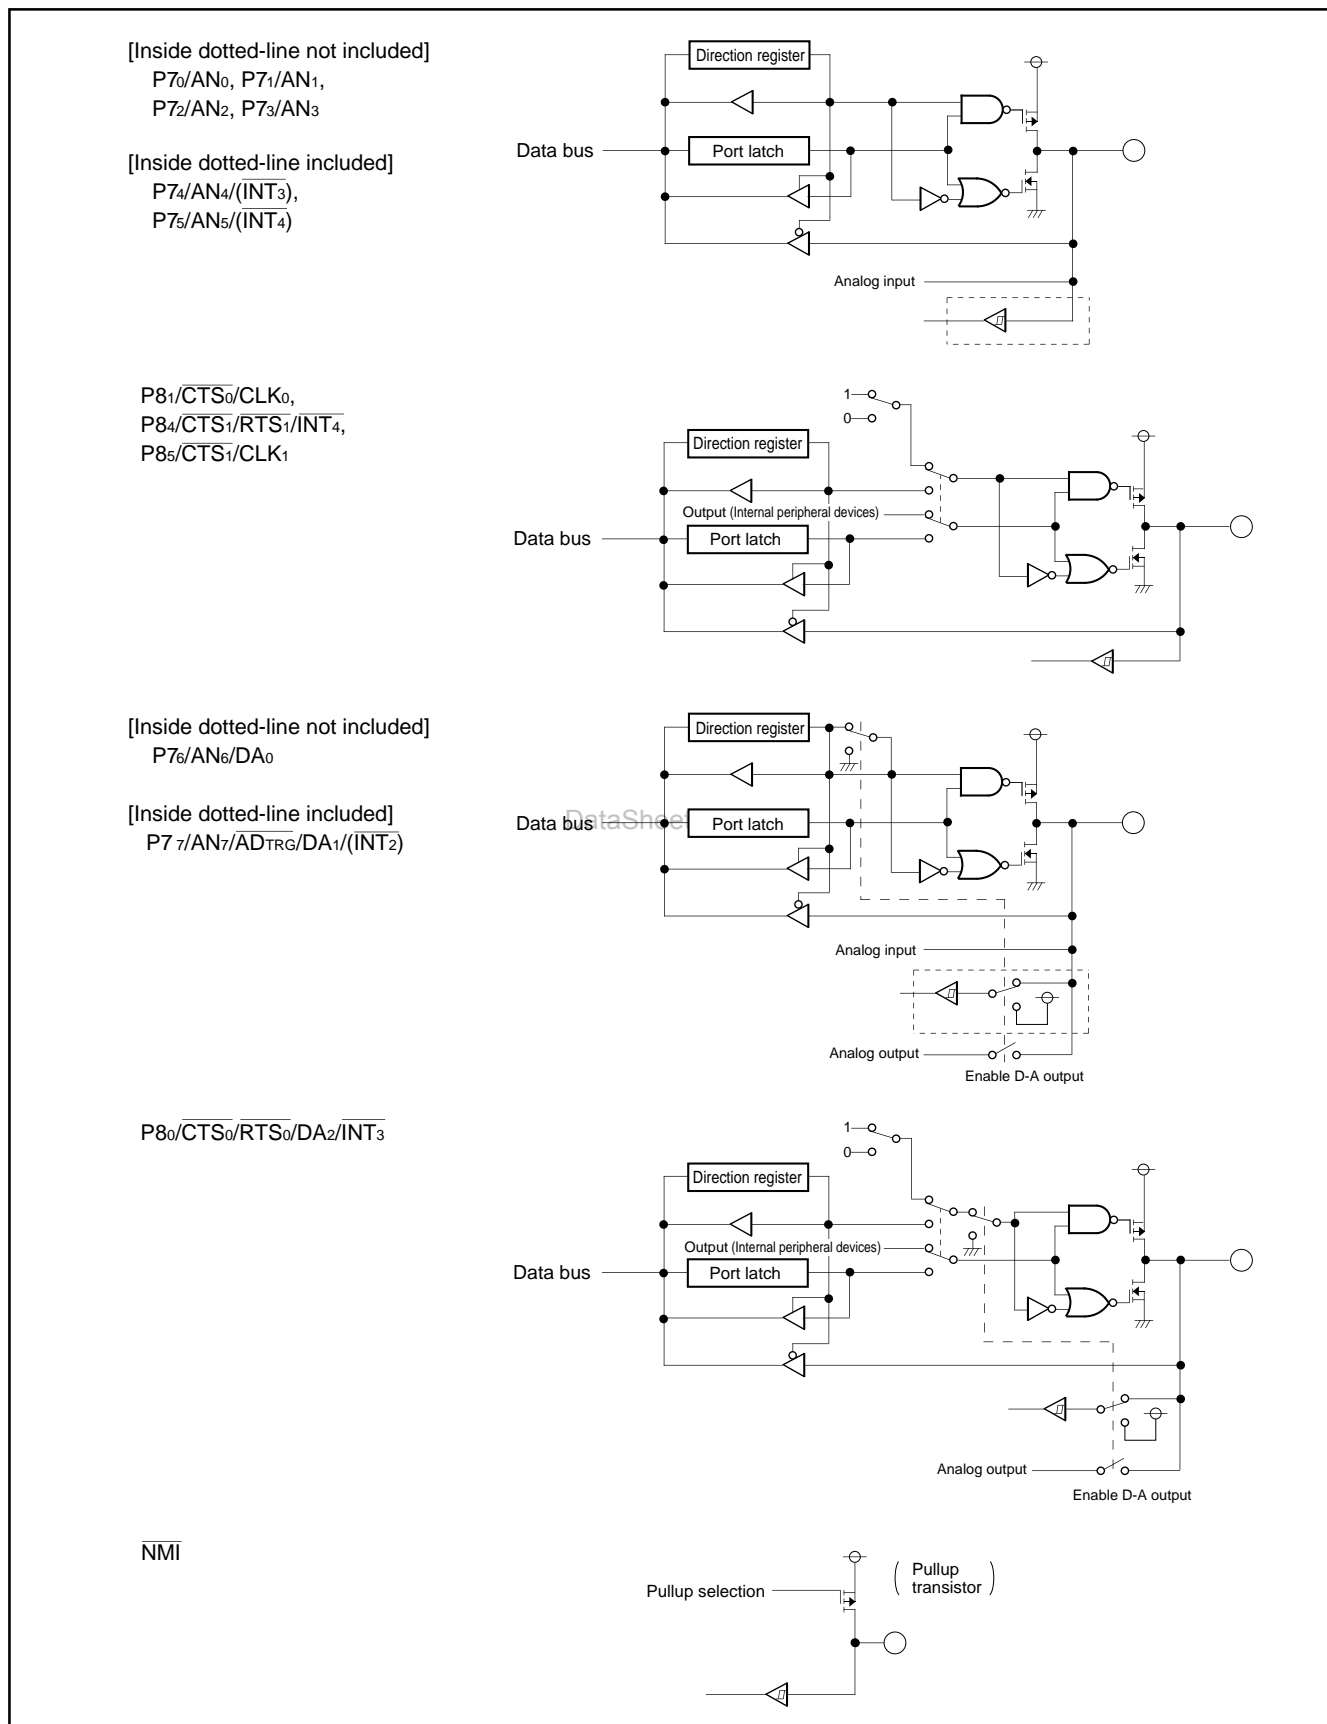 [Inside dotted-line not included]
P70/AN0, P71/AN1,
P72/AN2, P73/AN3
[Inside dotted-line included]
P74/AN4/(INT3),
P75/AN5/(INT4)
Direction register
Data bus
Port latch
Analog input
P81/CTS0/CLK0,
P84/CTS1/RTS1/INT4,
P85/CTS1/CLK1
1
0
Direction register
Output (Internal peripheral devices)
Data bus
Port latch
[Inside dotted-line not included]
P76/AN6/DA0
[Inside dotted-line included]
P77/AN7/ADTRG/DA1/(INT2)
Direction register
DataSheet
Data bus
Port latch
Analog input
Analog output
Enable D-A output
P80/CTS0/RTS0/DA2/INT3
1
0
Direction register
Output (Internal peripheral devices)
Data bus
Port latch
Analog output
Enable D-A output
NMI
Pullup selection
( Pullup
transistor )